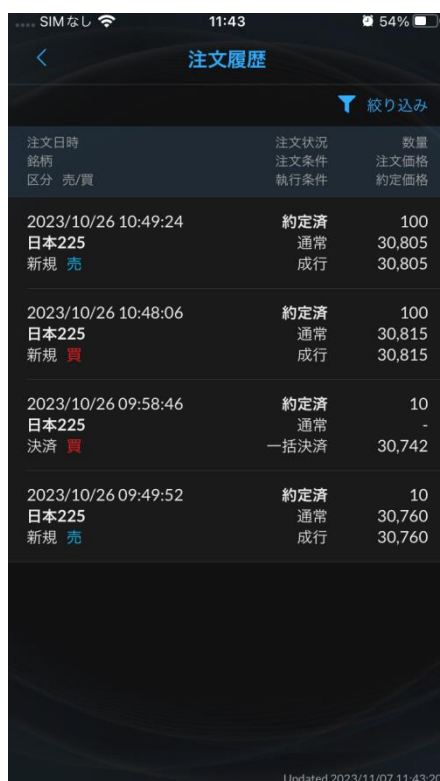 SIMなし 11:43 54%
注文履歴
絞り込み
注文日時 注文状況 数量
銘柄 注文条件 注文価格
区分 売/買 執行条件 約定価格
2023/10/26 10:49:24 約定済 100
日本225 通常 30,805
新規 売 成行 30,805
2023/10/26 10:48:06 約定済 100
日本225 通常 30,815
新規 買 成行 30,815
2023/10/26 09:58:46 約定済 10
日本225 通常 -
決済 買 一括決済 30,742
2023/10/26 09:49:52 約定済 10
日本225 通常 30,760
新規 売 成行 30,760
Updated 2023/11/07 11:43:20